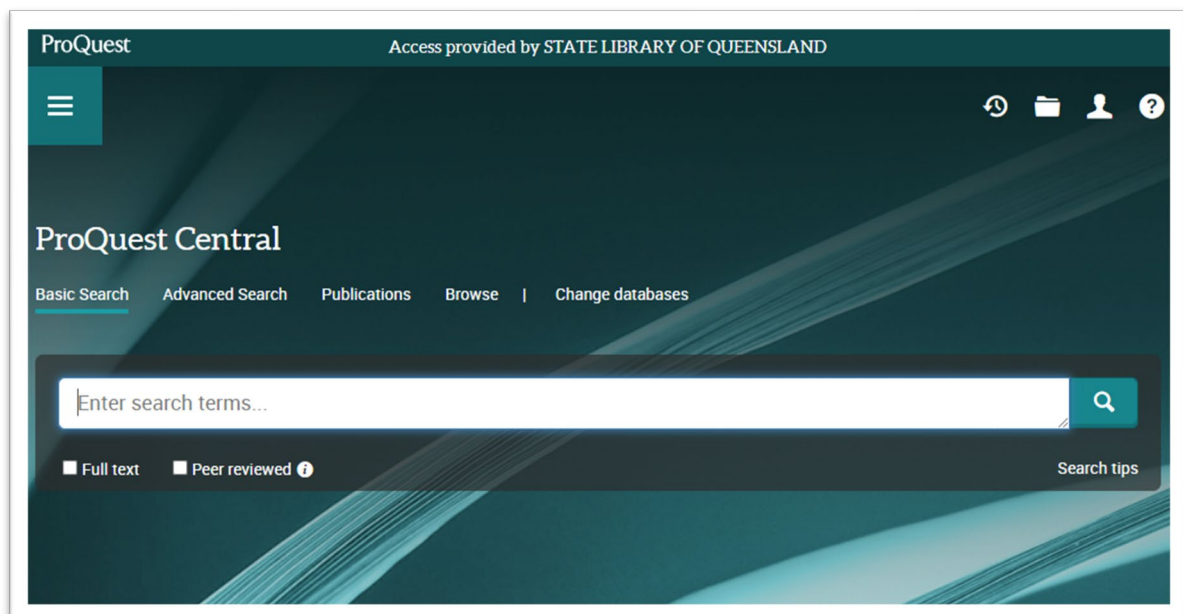 ProQuest Access provided by STATE LIBRARY OF QUEENSLAND
ProQuest Central
Basic Search Advanced Search Publications Browse | Change databases
Enter search terms...
Full text Peer reviewed
Search tips